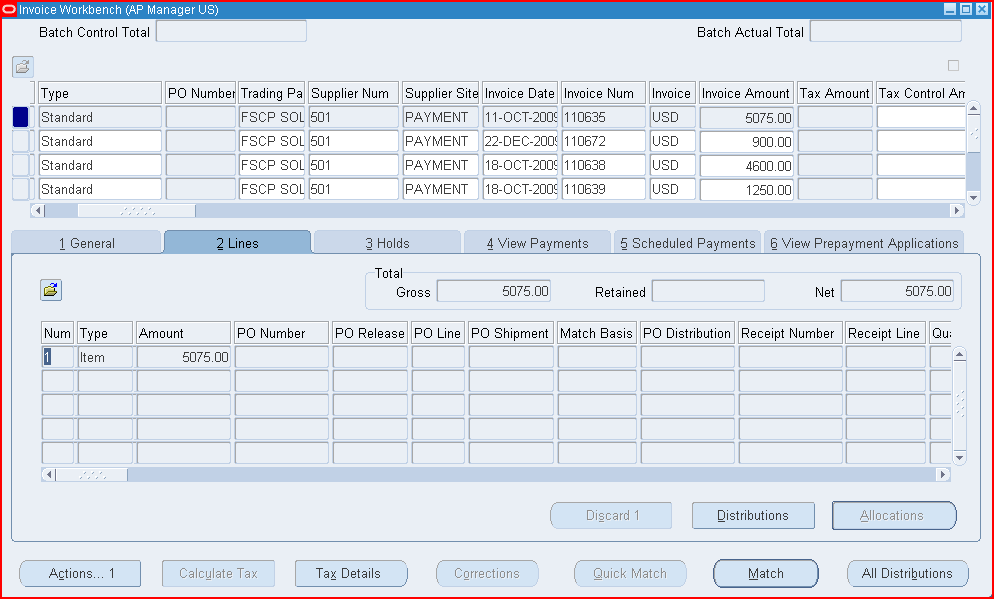 Invoice Workbench (AP Manager US)
Batch Control Total
Batch Actual Total
Type PO Number Trading Pa Supplier Num Supplier Site Invoice Date Invoice Num Invoice Invoice Amount Tax Amount Tax Control Am
Standard FSCP SOL 501 PAYMENT 11-OCT-2009 110635 USD 5075.00
Standard FSCP SOL 501 PAYMENT 22-DEC-2009 110672 USD 900.00
Standard FSCP SOL 501 PAYMENT 18-OCT-2009 110638 USD 4600.00
Standard FSCP SOL 501 PAYMENT 18-OCT-2009 110639 USD 1250.00
1 General 2 Lines 3 Holds 4 View Payments 5 Scheduled Payments 6 View Prepayment Applications
Total
Gross 5075.00 Retained Net 5075.00
Num Type Amount PO Number PO Release PO Line PO Shipment Match Basis PO Distribution Receipt Number Receipt Line Qua
1 Item 5075.00
Discard 1 Distributions Allocations
Actions... 1 Calculate Tax Tax Details Corrections Quick Match Match All Distributions